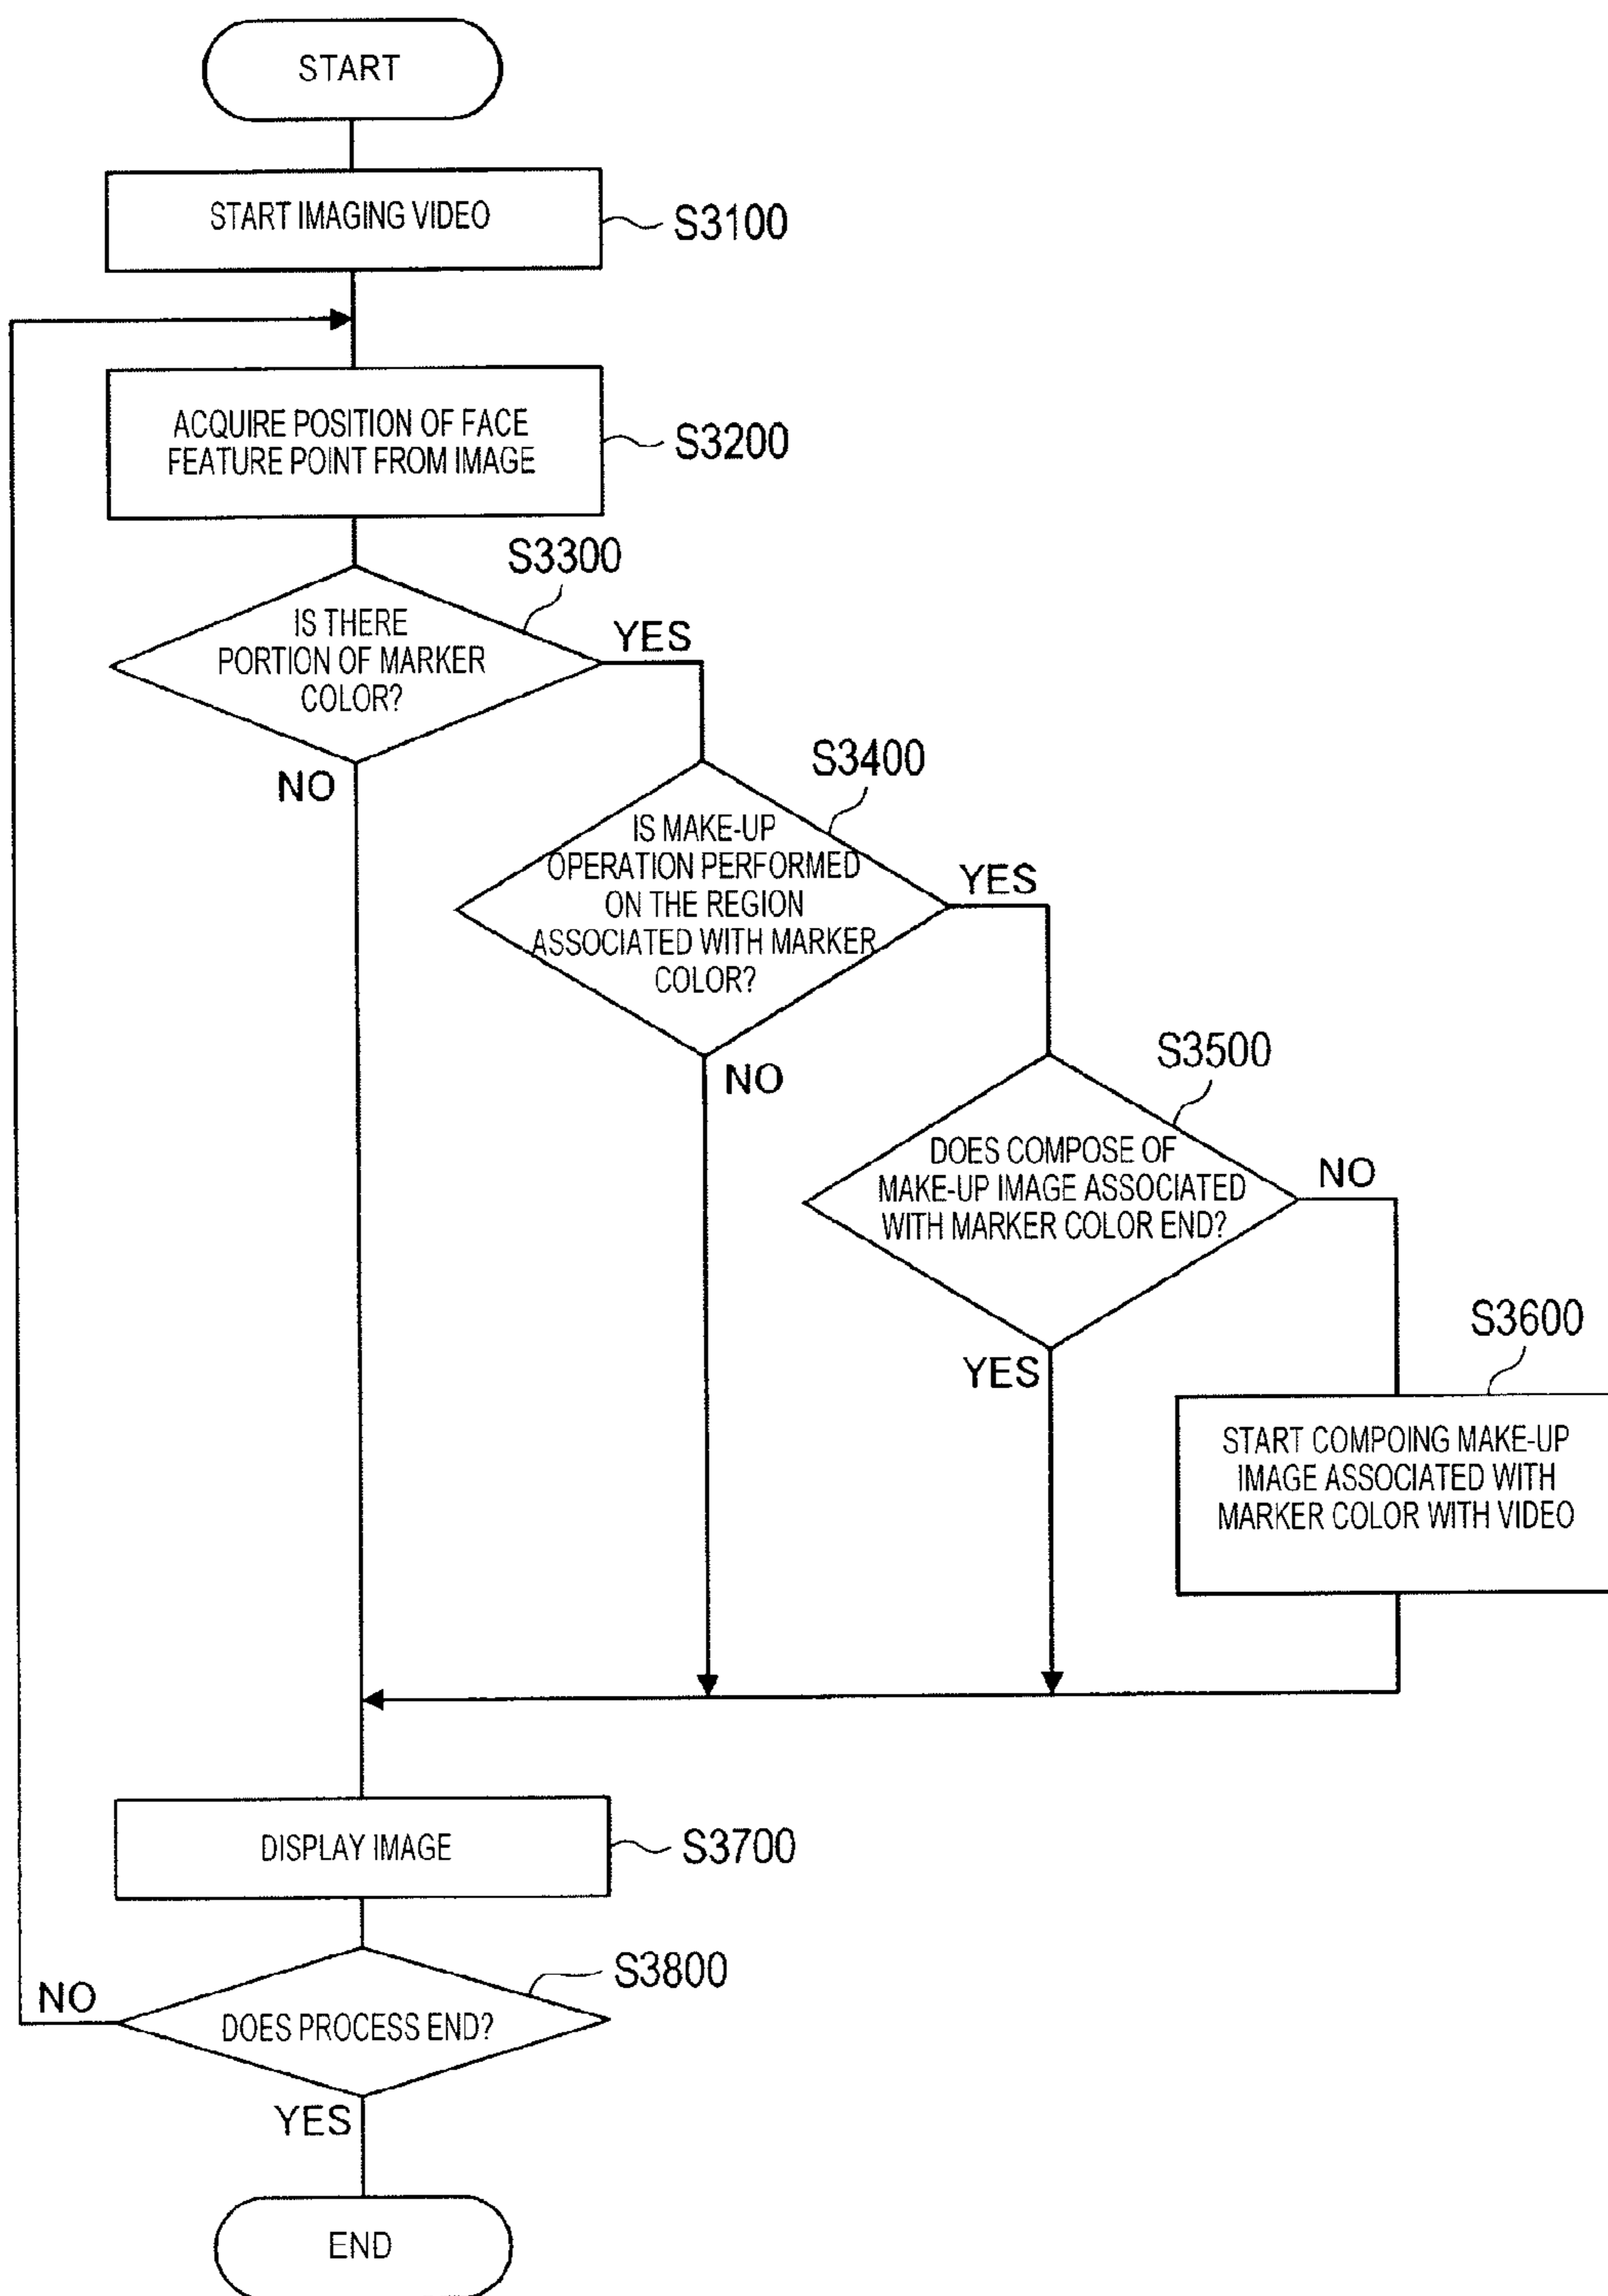 START
START IMAGING VIDEO
S3100
ACQUIRE POSITION OF FACE
FEATURE POINT FROM IMAGE
S3200
S3300
IS THERE
PORTION OF MARKER
COLOR?
YES
NO
S3400
IS MAKE-UP
OPERATION PERFORMED
ON THE REGION
ASSOCIATED WITH MARKER
COLOR?
YES
NO
S3500
DOES COMPOSE OF
MAKE-UP IMAGE ASSOCIATED
WITH MARKER COLOR END?
NO
YES
S3600
START COMPOING MAKE-UP
IMAGE ASSOCIATED WITH
MARKER COLOR WITH VIDEO
DISPLAY IMAGE
S3700
S3800
NO
DOES PROCESS END?
YES
END